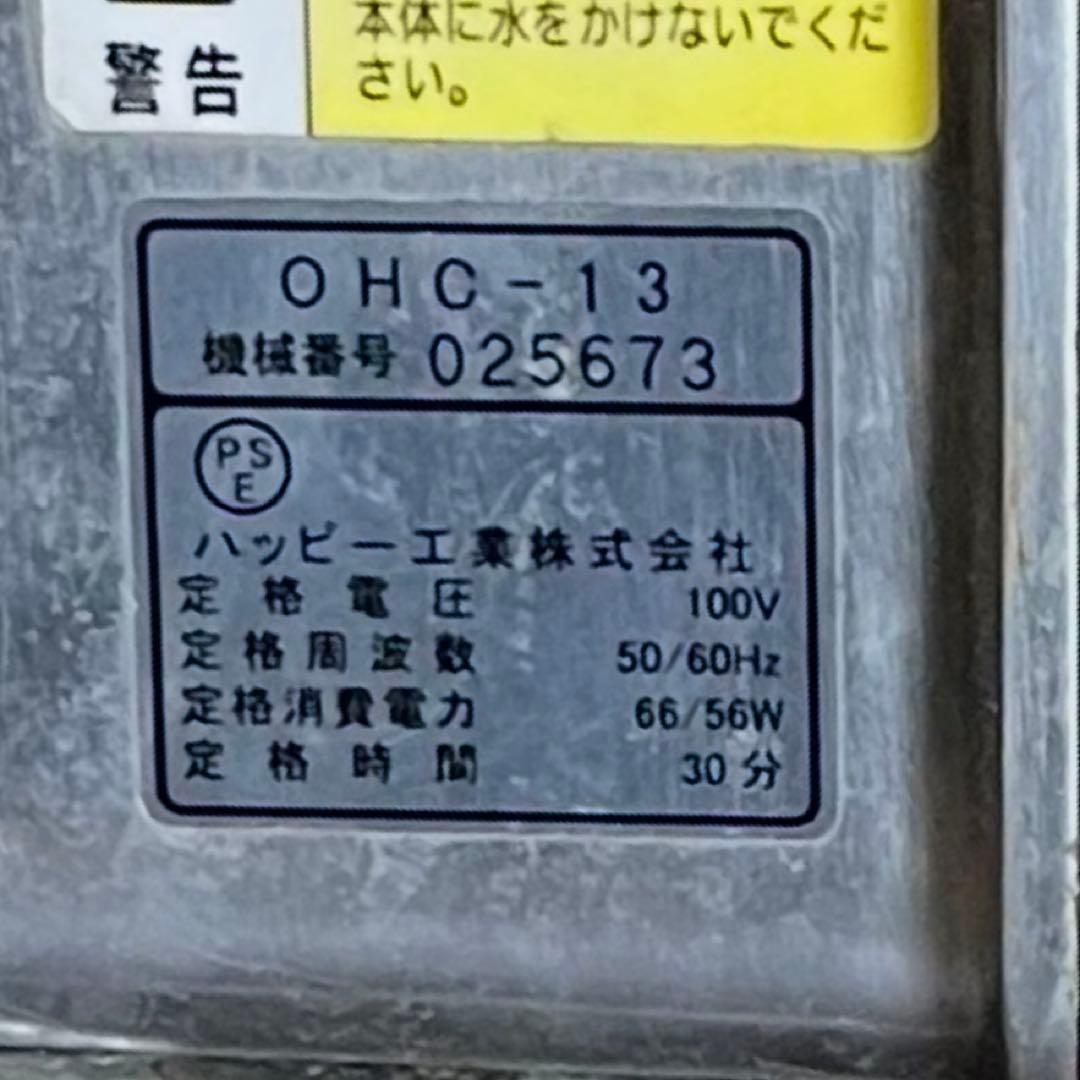 警告
本体に水をかけないでくだ
さい。
OHC-13
機械番号 025673
PS
E
ハッピー工業株式会社
定格電圧 100V
定格周波数 50/60Hz
定格消費電力 66/56W
定格時間 30分